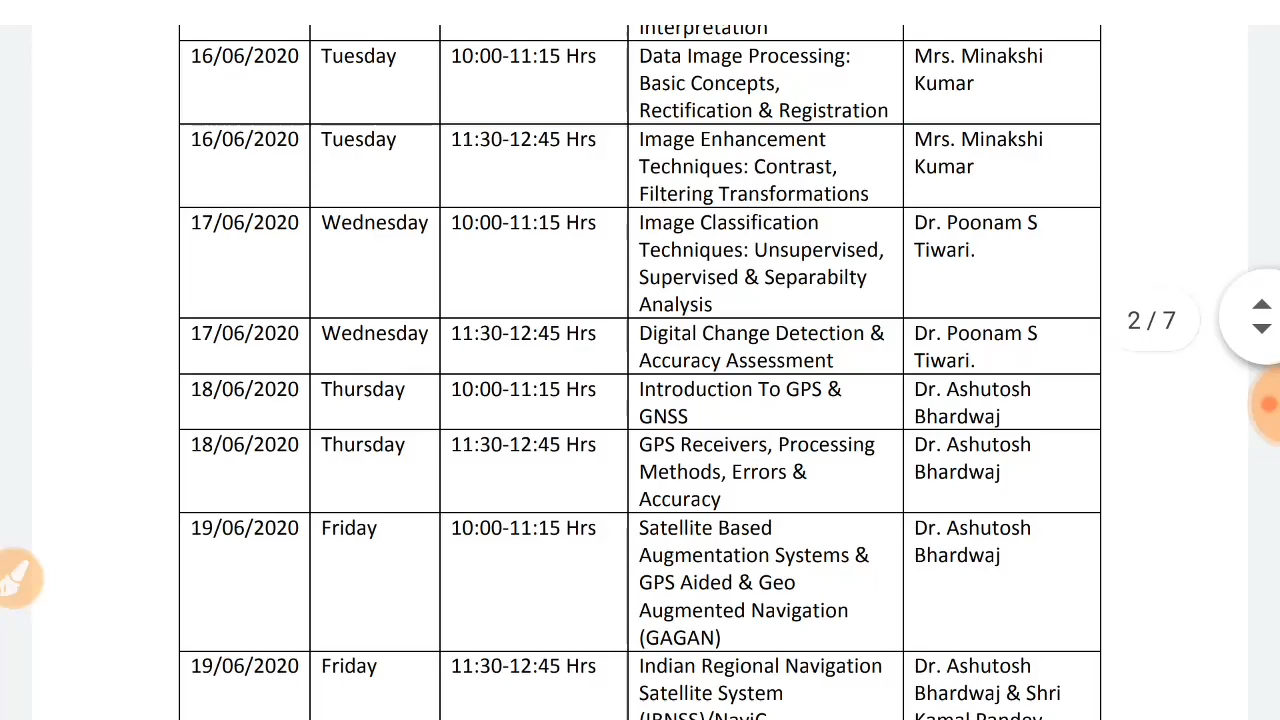 Interpretation
16/06/2020 Tuesday 10:00-11:15 Hrs Data Image Processing: Mrs. Minakshi
Basic Concepts, Kumar
Rectification & Registration
16/06/2020 Tuesday 11:30-12:45 Hrs Image Enhancement Mrs. Minakshi
Techniques: Contrast, Kumar
Filtering Transformations
17/06/2020 Wednesday 10:00-11:15 Hrs Image Classification Dr. Poonam S
Techniques: Unsupervised, Tiwari.
Supervised & Separabilty
Analysis
17/06/2020 Wednesday 11:30-12:45 Hrs Digital Change Detection & Dr. Poonam S
Accuracy Assessment Tiwari.
18/06/2020 Thursday 10:00-11:15 Hrs Introduction To GPS & Dr. Ashutosh
GNSS Bhardwaj
18/06/2020 Thursday 11:30-12:45 Hrs GPS Receivers, Processing Dr. Ashutosh
Methods, Errors & Bhardwaj
Accuracy
19/06/2020 Friday 10:00-11:15 Hrs Satellite Based Dr. Ashutosh
Augmentation Systems & Bhardwaj
GPS Aided & Geo
Augmented Navigation
(GAGAN)
19/06/2020 Friday 11:30-12:45 Hrs Indian Regional Navigation Dr. Ashutosh
Satellite System Bhardwaj & Shri
(IRNSS)/NaviC Kamal Pandey
2 / 7